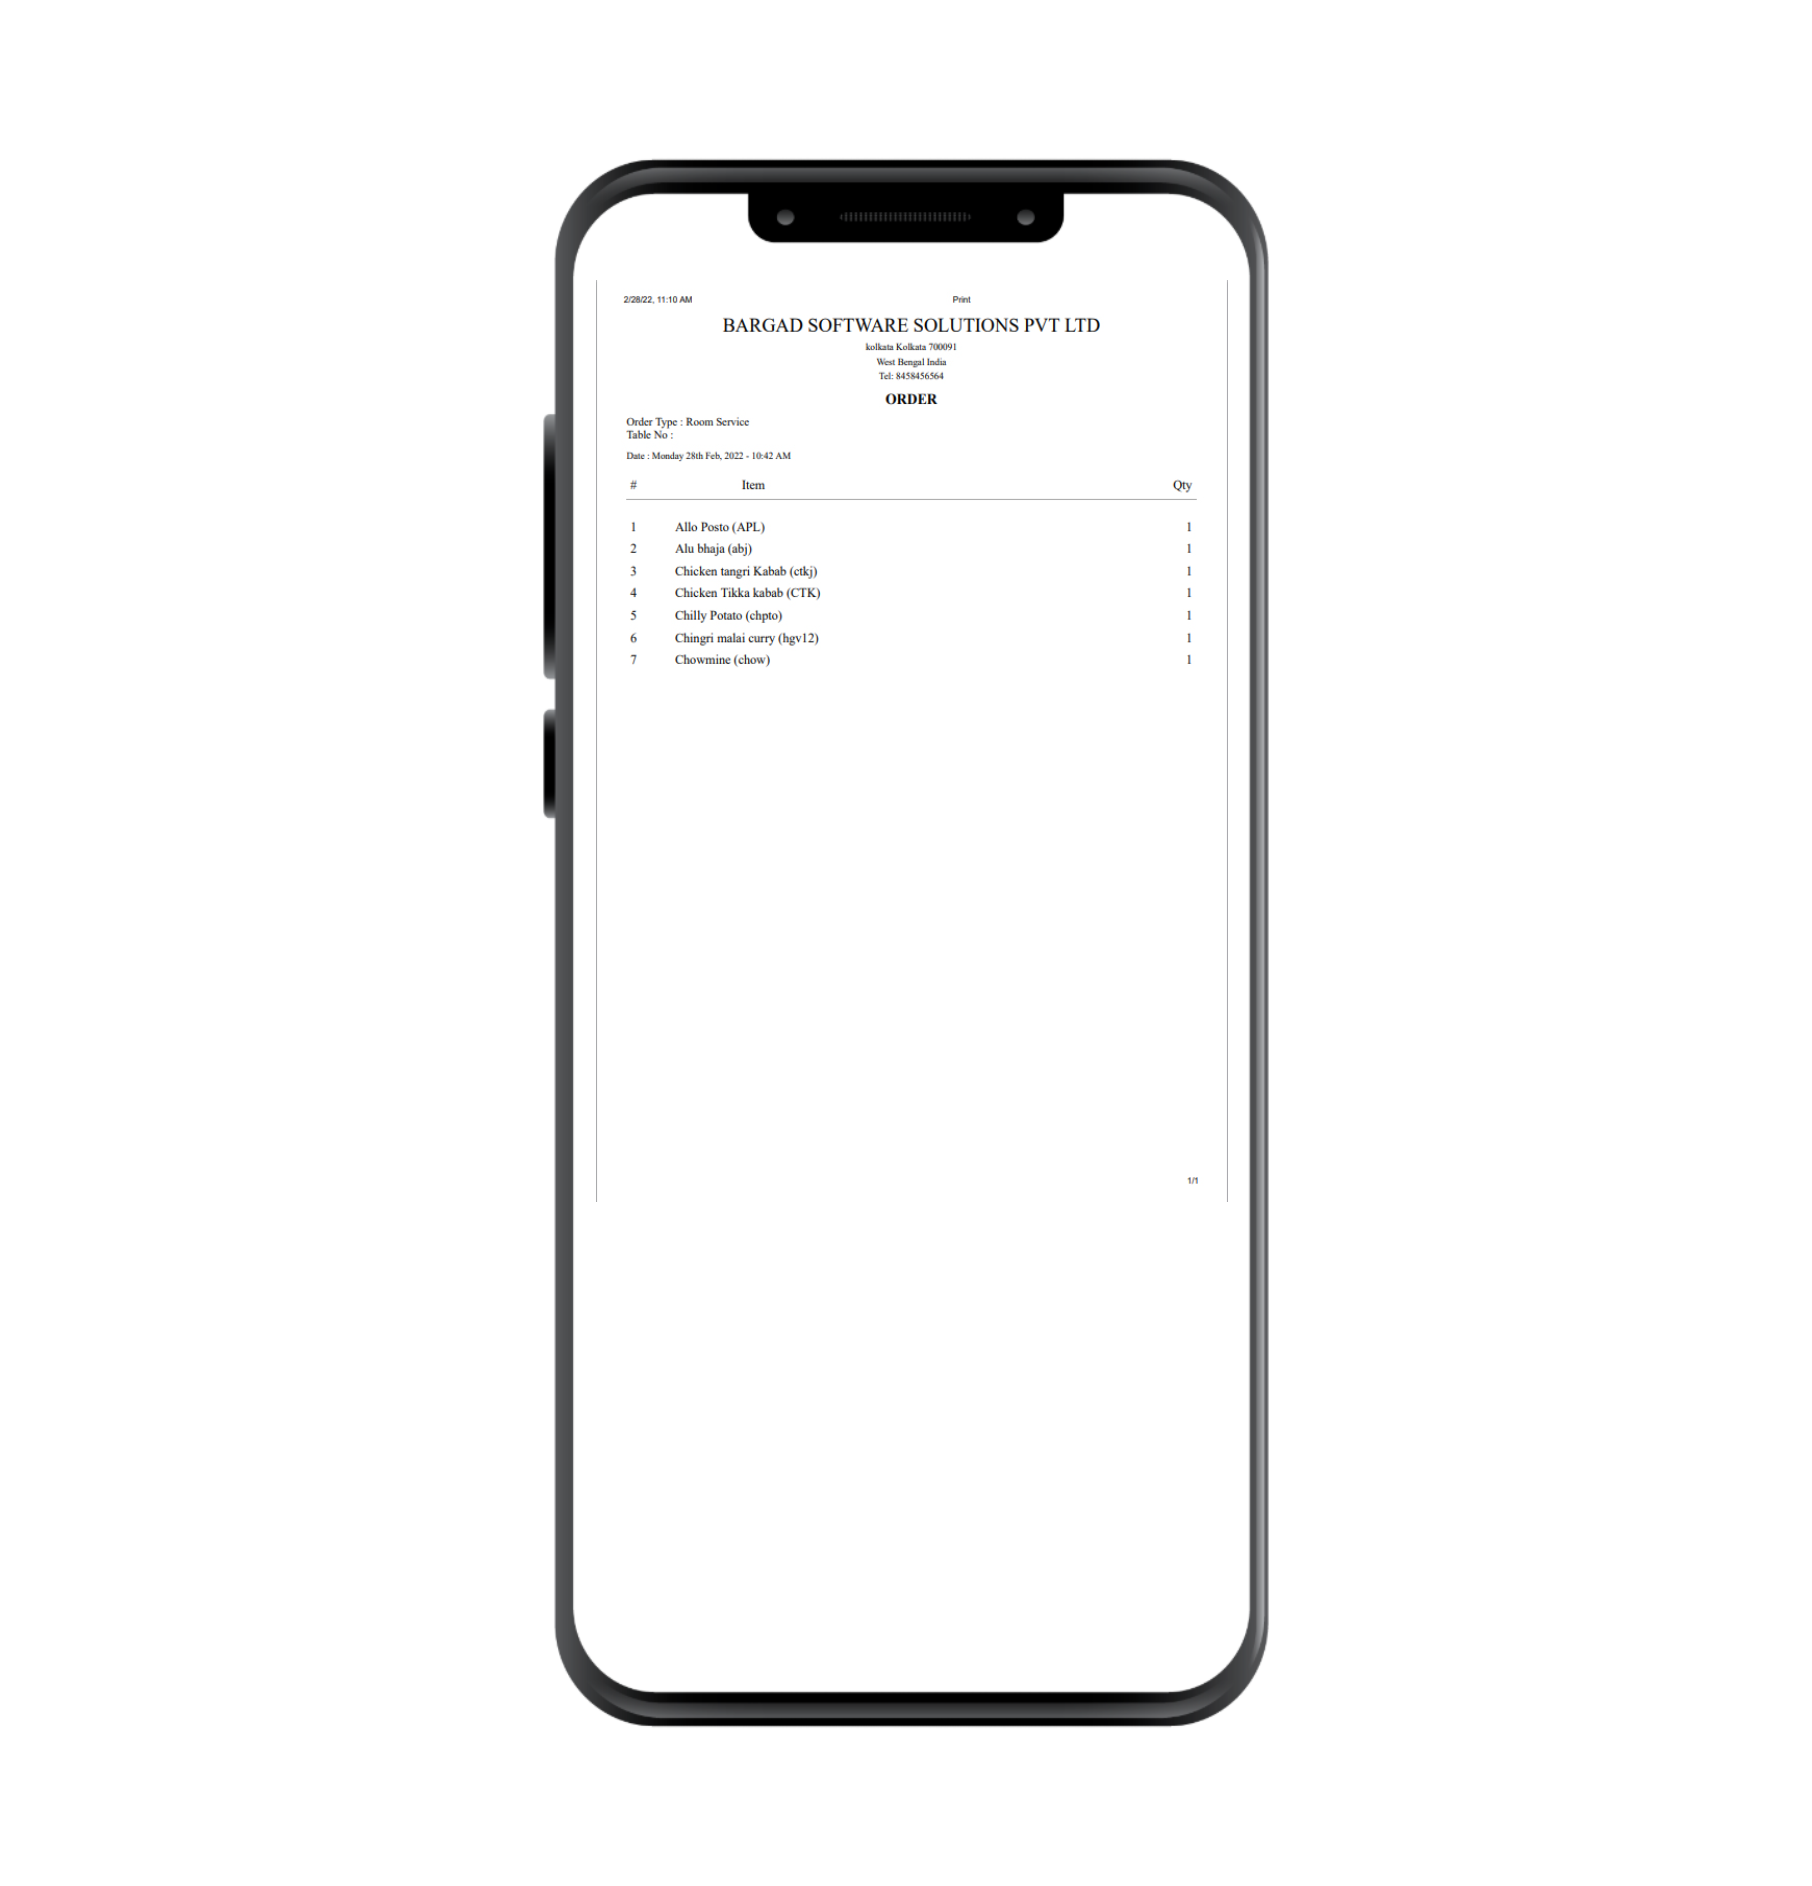 2/28/22, 11:10 AM Print
BARGAD SOFTWARE SOLUTIONS PVT LTD
kolkata Kolkata 700091
West Bengal India
Tel: 8458456564
ORDER
Order Type : Room Service
Table No :
Date : Monday 28th Feb, 2022 - 10:42 AM
# Item Qty
1 Allo Posto (APL) 1
2 Alu bhaja (abj) 1
3 Chicken tangri Kabab (ctkj) 1
4 Chicken Tikka kabab (CTK) 1
5 Chilly Potato (chpto) 1
6 Chingri malai curry (hgv12) 1
7 Chowmine (chow) 1
1/1